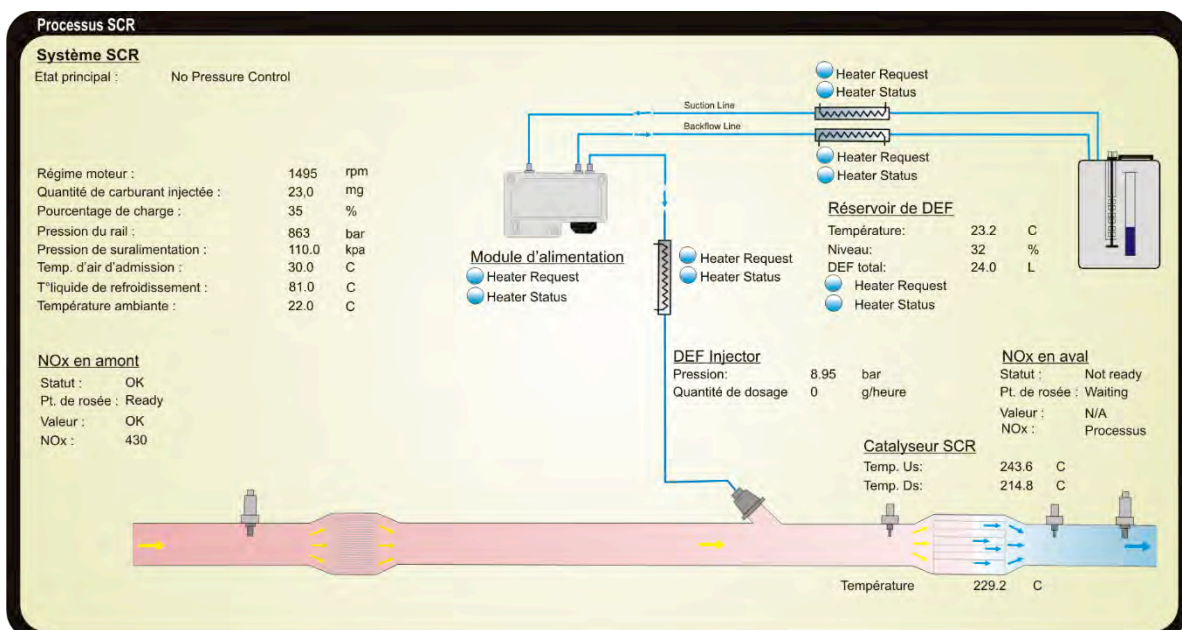 Processus SCR
Système SCR
Etat principal : No Pressure Control
Heater Request
Heater Status
Suction Line
Backflow Line
Heater Request
Heater Status
Régime moteur : 1495 rpm
Quantité de carburant injectée : 23,0 mg
Pourcentage de charge : 35 %
Pression du rail : 863 bar
Pression de suralimentation : 110.0 kpa
Temp. d'air d'admission : 30.0 C
T°liquide de refroidissement : 81.0 C
Température ambiante : 22.0 C
Module d'alimentation
Heater Request
Heater Status
Heater Request
Heater Status
Réservoir de DEF
Température: 23.2 C
Niveau: 32 %
DEF total: 24.0 L
Heater Request
Heater Status
NOx en amont
Statut : OK
Pt. de rosée : Ready
Valeur : OK
NOx : 430
DEF Injector
Pression: 8.95 bar
Quantité de dosage 0 g/heure
NOx en aval
Statut : Not ready
Pt. de rosée : Waiting
Valeur : N/A
NOx : Processus
Catalyseur SCR
Temp. Us: 243.6 C
Temp. Ds: 214.8 C
Température 229.2 C